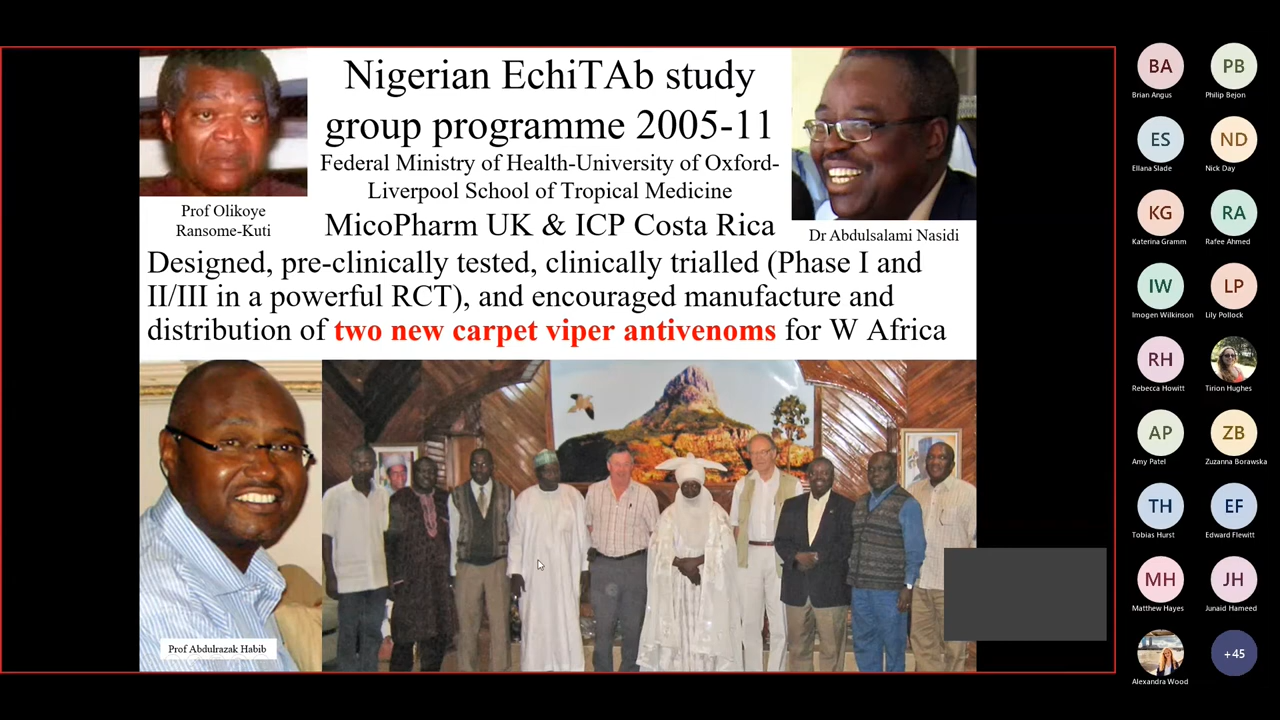 Nigerian EchiTAb study
group programme 2005-11
Federal Ministry of Health-University of Oxford-
Liverpool School of Tropical Medicine
MicoPharm UK & ICP Costa Rica
Prof Olikoye
Ransome-Kuti
Dr Abdulsalami Nasidi
Designed, pre-clinically tested, clinically trialled (Phase I and
II/III in a powerful RCT), and encouraged manufacture and
distribution of two new carpet viper antivenoms for W Africa
Prof Abdulrazak Habib
BA
Brian Angus
PB
Philip Bejon
ES
Ellana Slade
ND
Nick Day
KG
Katerina Gramm
RA
Rafee Ahmed
IW
Imogen Wilkinson
LP
Lily Pollock
RH
Rebecca Howitt
Tirion Hughes
AP
Amy Patel
ZB
Zuzanna Borawska
TH
Tobias Hurst
EF
Edward Flewitt
MH
Matthew Hayes
JH
Junaid Hameed
Alexandra Wood
+45